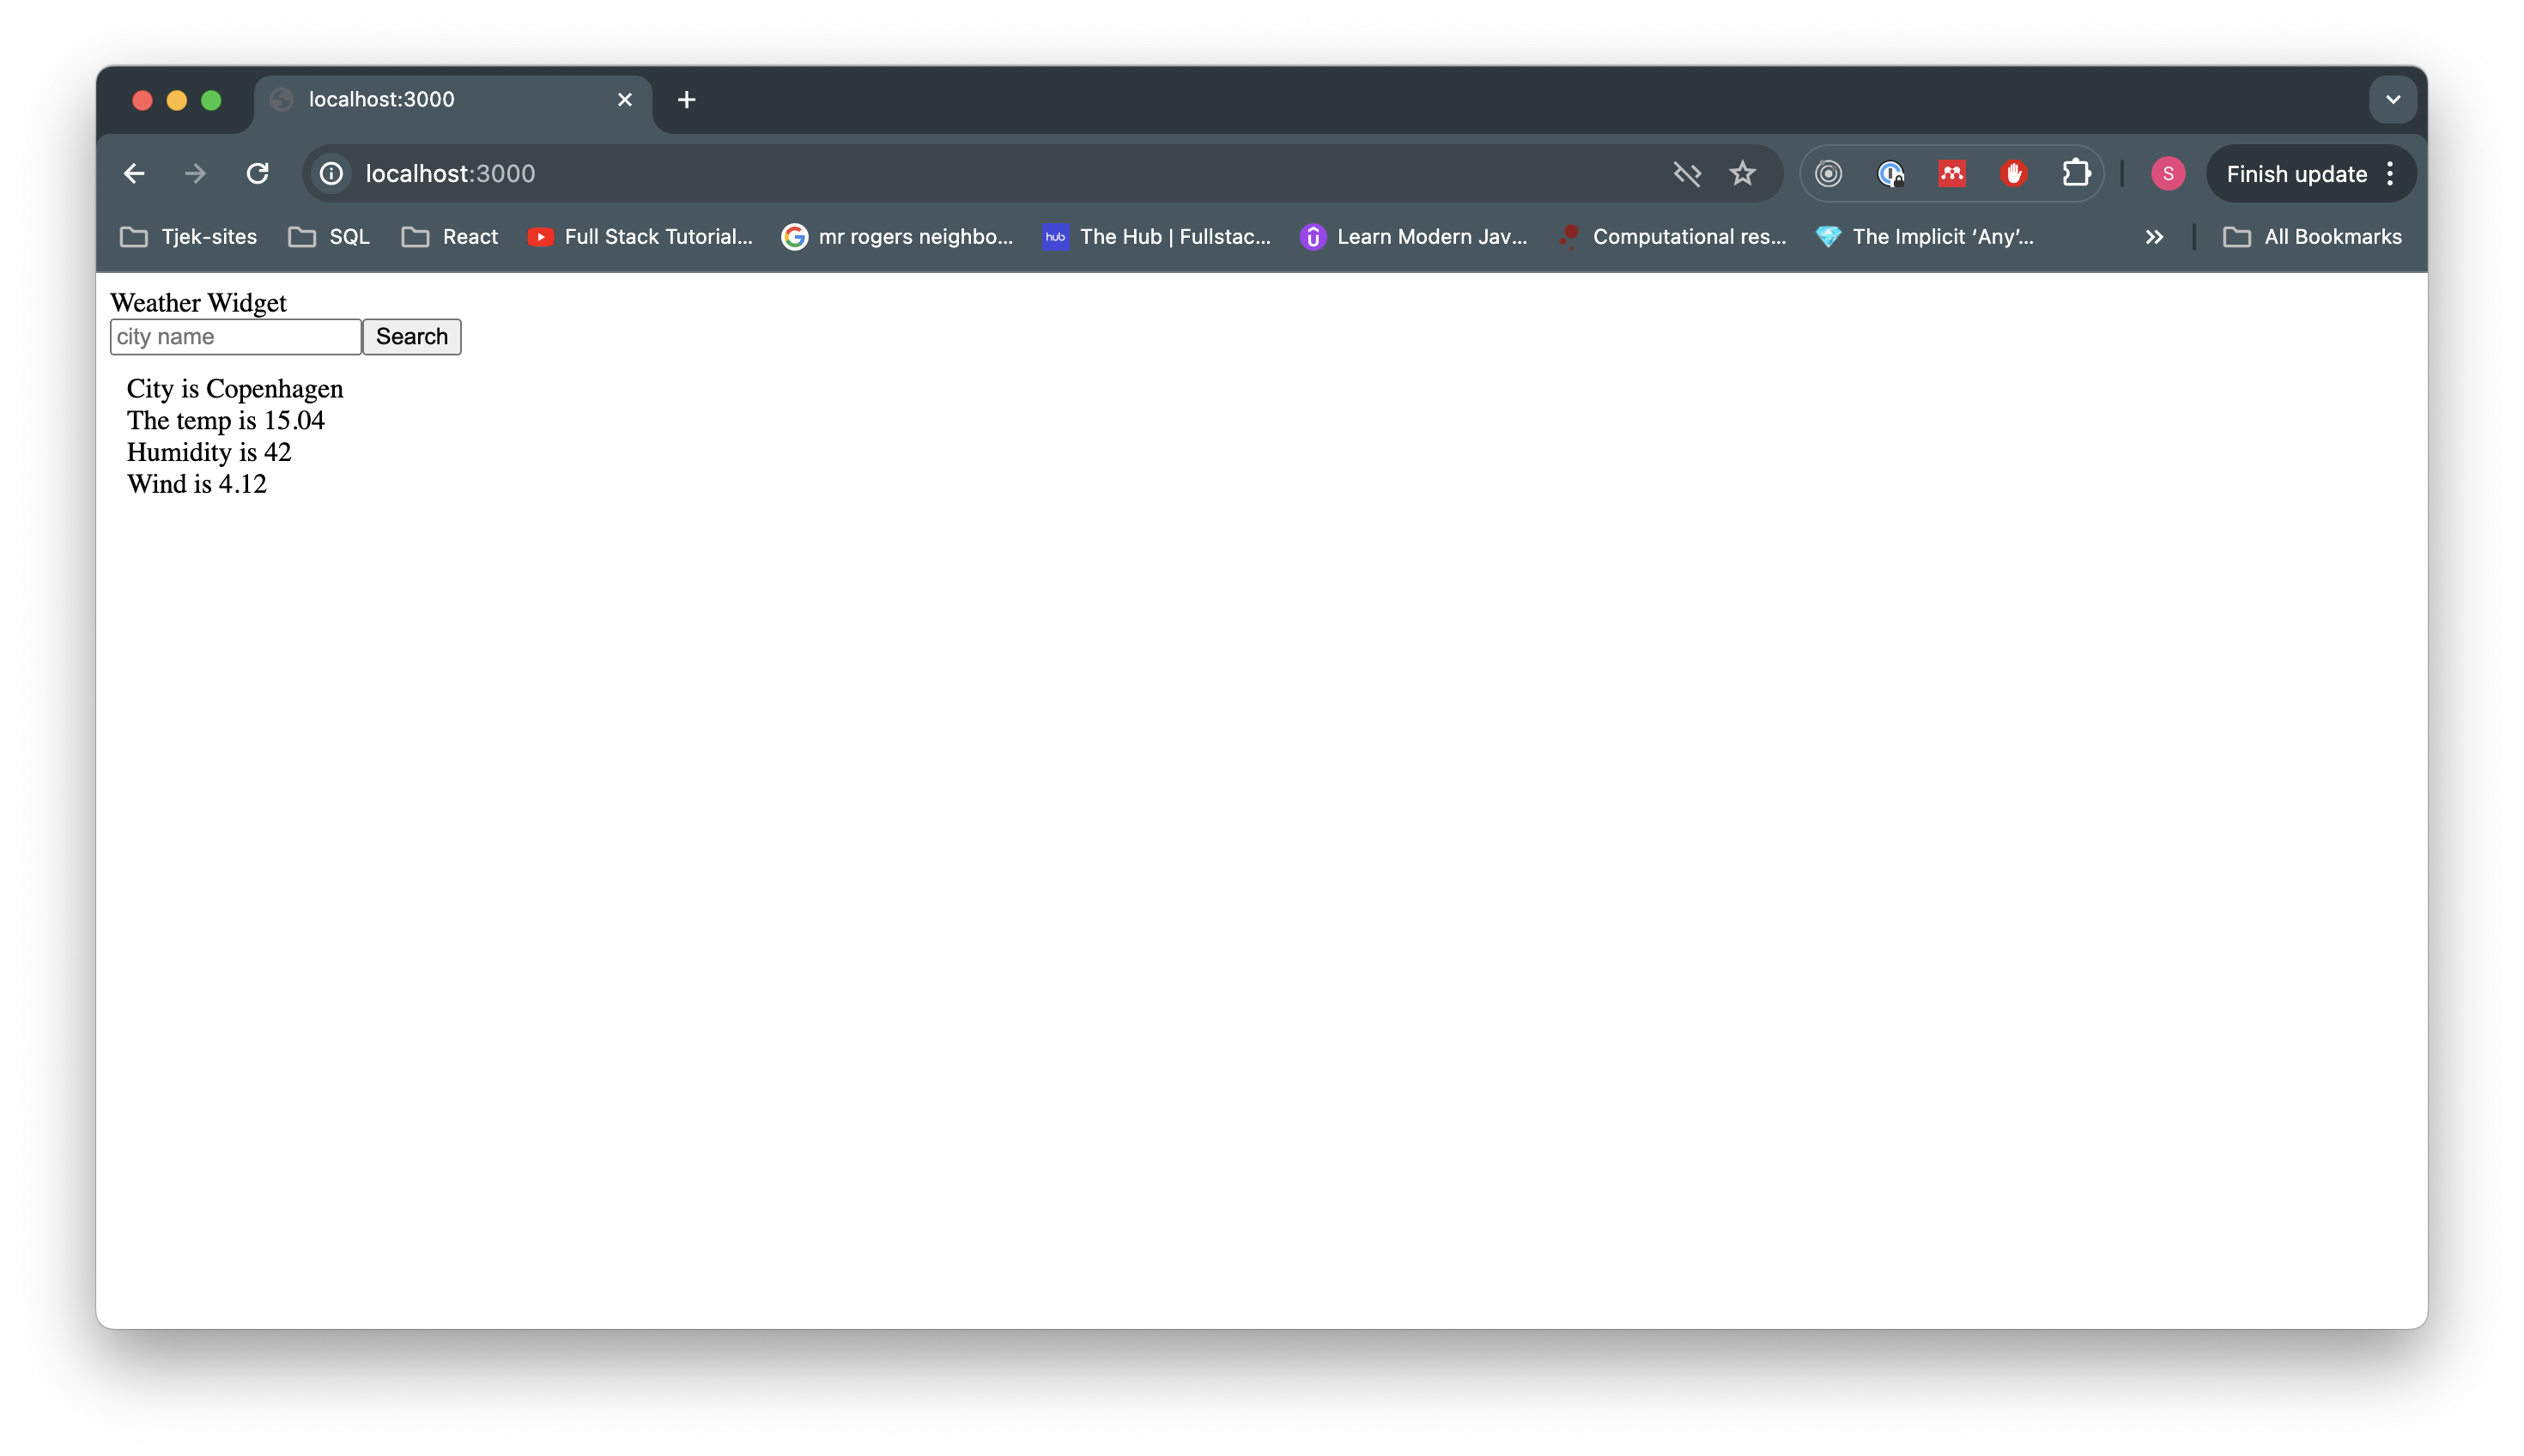 localhost:3000
localhost:3000
S
Finish update
Tjek-sites
SQL
React
Full Stack Tutorial...
mr rogers neighbo...
hub
The Hub | Fullstac...
Learn Modern Jav...
Computational res...
The Implicit ‘Any’...
All Bookmarks
Weather Widget
city name
Search
City is Copenhagen
The temp is 15.04
Humidity is 42
Wind is 4.12